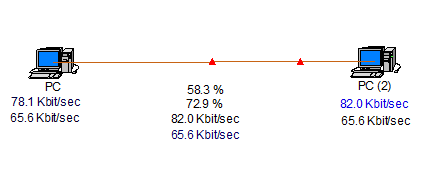 PC
78.1 Kbit/sec
65.6 Kbit/sec
58.3 %
72.9 %
82.0 Kbit/sec
65.6 Kbit/sec
PC (2)
82.0 Kbit/sec
65.6 Kbit/sec